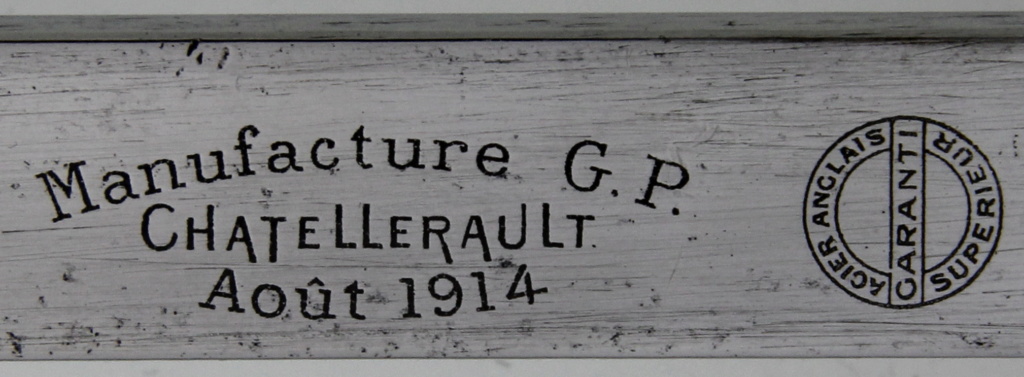 Manufacture G. P.
CHATELLERAULT.
Août 1914
ACIER ANGLAIS
GARANTI
SUPERIEUR